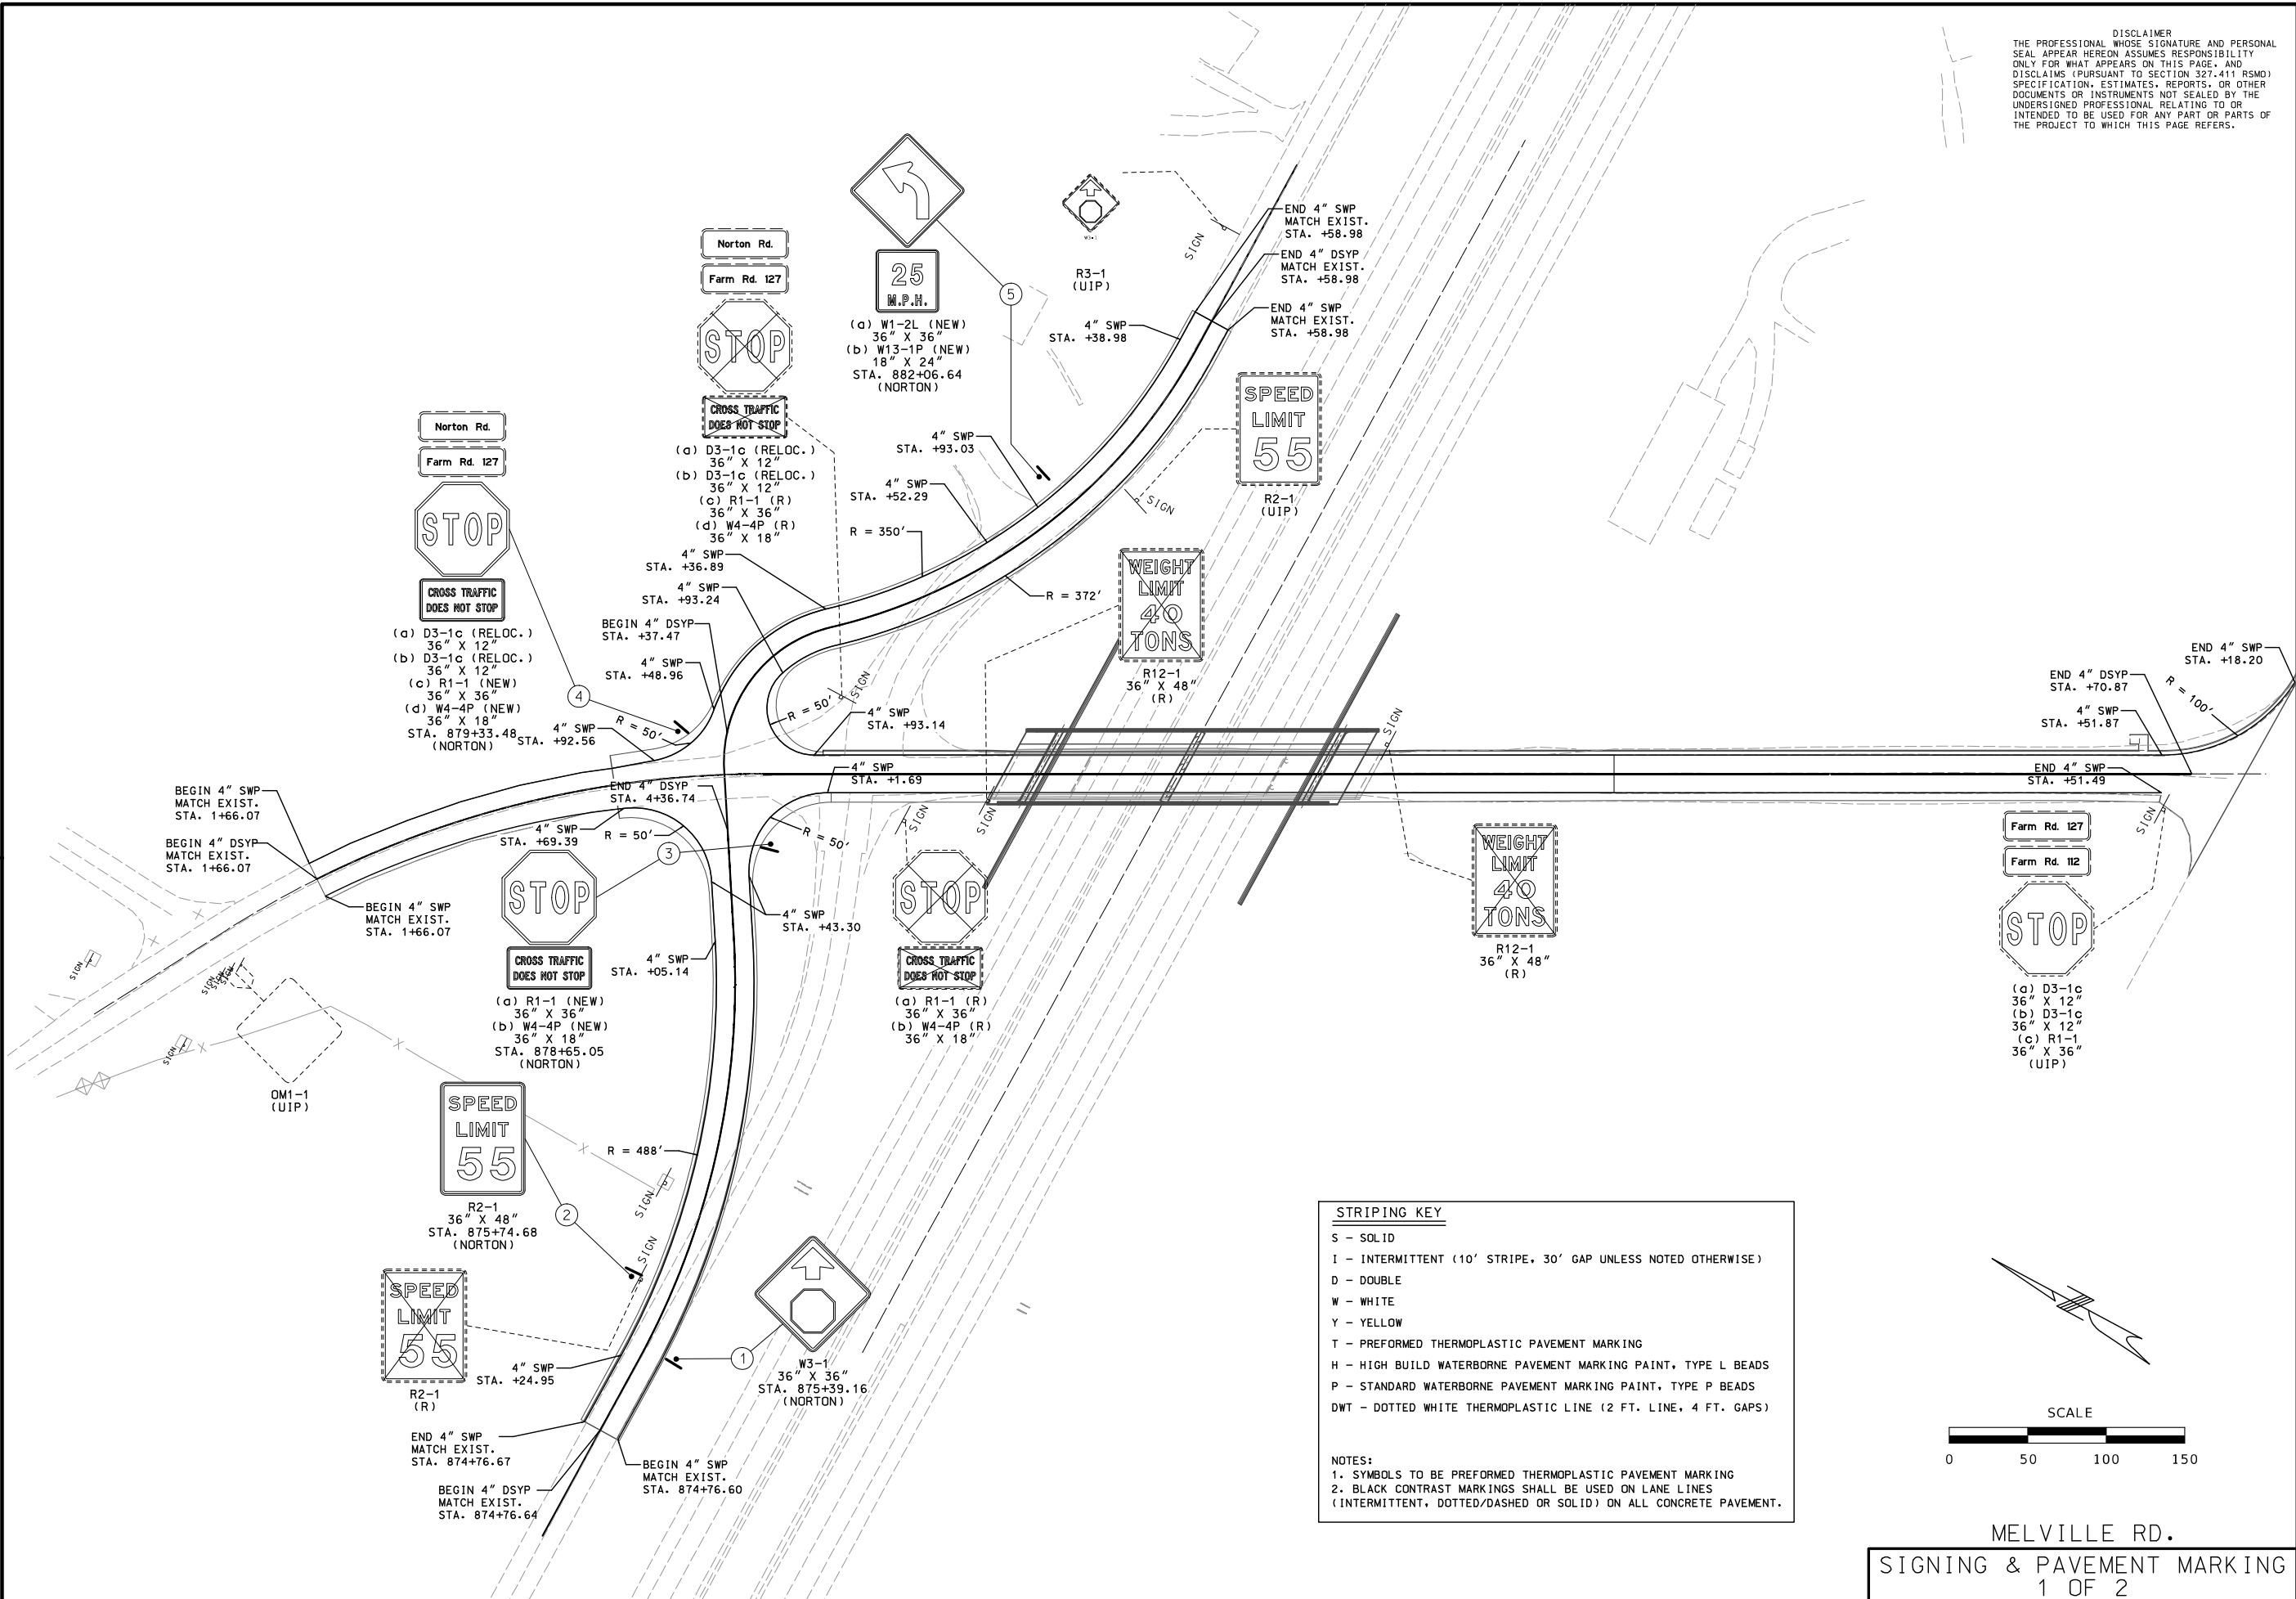 DISCLAIMER
THE PROFESSIONAL WHOSE SIGNATURE AND PERSONAL
SEAL APPEAR HEREON ASSUMES RESPONSIBILITY
ONLY FOR WHAT APPEARS ON THIS PAGE, AND
DISCLAIMS (PURSUANT TO SECTION 327.411 RSMO)
SPECIFICATION, ESTIMATES, REPORTS, OR OTHER
DOCUMENTS OR INSTRUMENTS NOT SEALED BY THE
UNDERSIGNED PROFESSIONAL RELATING TO OR
INTENDED TO BE USED FOR ANY PART OR PARTS OF
THE PROJECT TO WHICH THIS PAGE REFERS.
25
M.P.H.
(a) W1-2L (NEW)
36" X 36"
(b) W13-1P (NEW)
18" X 24"
STA. 882+06.64
(NORTON)
5
W3-1
R3-1
(UIP)
SIGN
END 4" SWP
MATCH EXIST.
STA. +58.98
END 4" DSYP
MATCH EXIST.
STA. +58.98
END 4" SWP
MATCH EXIST.
STA. +58.98
4" SWP
STA. +38.98
Norton Rd.
Farm Rd. 127
STOP
CROSS TRAFFIC
DOES NOT STOP
(a) D3-1c (RELOC.)
36" X 12"
(b) D3-1c (RELOC.)
36" X 12"
(c) R1-1 (R)
36" X 36"
(d) W4-4P (R)
36" X 18"
4" SWP
STA. +93.03
4" SWP
STA. +52.29
R = 350'
SPEED
LIMIT
55
R2-1
(UIP)
SIGN
Norton Rd.
Farm Rd. 127
STOP
CROSS TRAFFIC
DOES NOT STOP
(a) D3-1c (RELOC.)
36" X 12"
(b) D3-1c (RELOC.)
36" X 12"
(c) R1-1 (NEW)
36" X 36"
(d) W4-4P (NEW)
36" X 18"
STA. 879+33.48
(NORTON)
4
4" SWP
STA. +36.89
4" SWP
STA. +93.24
BEGIN 4" DSYP
STA. +37.47
4" SWP
STA. +48.96
4" SWP
STA. +92.56
R = 50'
R = 50'
SIGN
R = 372'
WEIGHT
LIMIT
40
TONS
R12-1
36" X 48"
(R)
4" SWP
STA. +93.14
SIGN
END 4" SWP
STA. +18.20
END 4" DSYP
STA. +70.87
4" SWP
STA. +51.87
R = 100'
END 4" SWP
STA. +51.49
SIGN
BEGIN 4" SWP
MATCH EXIST.
STA. 1+66.07
BEGIN 4" DSYP
MATCH EXIST.
STA. 1+66.07
BEGIN 4" SWP
MATCH EXIST.
STA. 1+66.07
END 4" DSYP
STA. 4+36.74
4" SWP
STA. +1.69
4" SWP
STA. +69.39
R = 50'
R = 50'
3
SIGN
SIGN
STOP
CROSS TRAFFIC
DOES NOT STOP
(a) R1-1 (NEW)
36" X 36"
(b) W4-4P (NEW)
36" X 18"
STA. 878+65.05
(NORTON)
4" SWP
STA. +43.30
4" SWP
STA. +05.14
STOP
CROSS TRAFFIC
DOES NOT STOP
(a) R1-1 (R)
36" X 36"
(b) W4-4P (R)
36" X 18"
WEIGHT
LIMIT
40
TONS
R12-1
36" X 48"
(R)
Farm Rd. 127
Farm Rd. 112
STOP
(a) D3-1c
36" X 12"
(b) D3-1c
36" X 12"
(c) R1-1
36" X 36"
(UIP)
SIGN
SIGN
SIGN
SIGN
SIGN
OM1-1
(UIP)
SPEED
LIMIT
55
R2-1
36" X 48"
STA. 875+74.68
(NORTON)
2
R = 488'
SIGN
SIGN
SPEED
LIMIT
55
R2-1
(R)
4" SWP
STA. +24.95
1
W3-1
36" X 36"
STA. 875+39.16
(NORTON)
END 4" SWP
MATCH EXIST.
STA. 874+76.67
BEGIN 4" DSYP
MATCH EXIST.
STA. 874+76.64
BEGIN 4" SWP
MATCH EXIST.
STA. 874+76.60
STRIPING KEY
S - SOLID
I - INTERMITTENT (10' STRIPE, 30' GAP UNLESS NOTED OTHERWISE)
D - DOUBLE
W - WHITE
Y - YELLOW
T - PREFORMED THERMOPLASTIC PAVEMENT MARKING
H - HIGH BUILD WATERBORNE PAVEMENT MARKING PAINT, TYPE L BEADS
P - STANDARD WATERBORNE PAVEMENT MARKING PAINT, TYPE P BEADS
DWT - DOTTED WHITE THERMOPLASTIC LINE (2 FT. LINE, 4 FT. GAPS)
NOTES:
1. SYMBOLS TO BE PREFORMED THERMOPLASTIC PAVEMENT MARKING
2. BLACK CONTRAST MARKINGS SHALL BE USED ON LANE LINES
(INTERMITTENT, DOTTED/DASHED OR SOLID) ON ALL CONCRETE PAVEMENT.
SCALE
0 50 100 150
MELVILLE RD.
SIGNING & PAVEMENT MARKING
1 OF 2